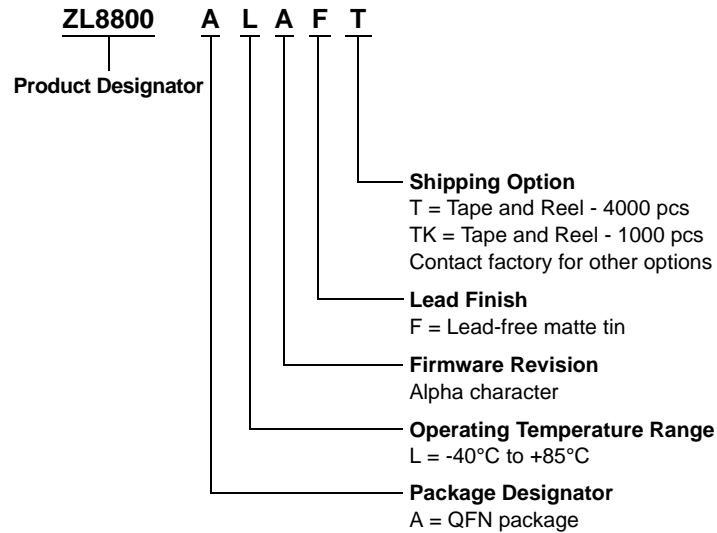 ZL8800 A L A F T
Product Designator
Shipping Option
T = Tape and Reel - 4000 pcs
TK = Tape and Reel - 1000 pcs
Contact factory for other options
Lead Finish
F = Lead-free matte tin
Firmware Revision
Alpha character
Operating Temperature Range
L = -40°C to +85°C
Package Designator
A = QFN package